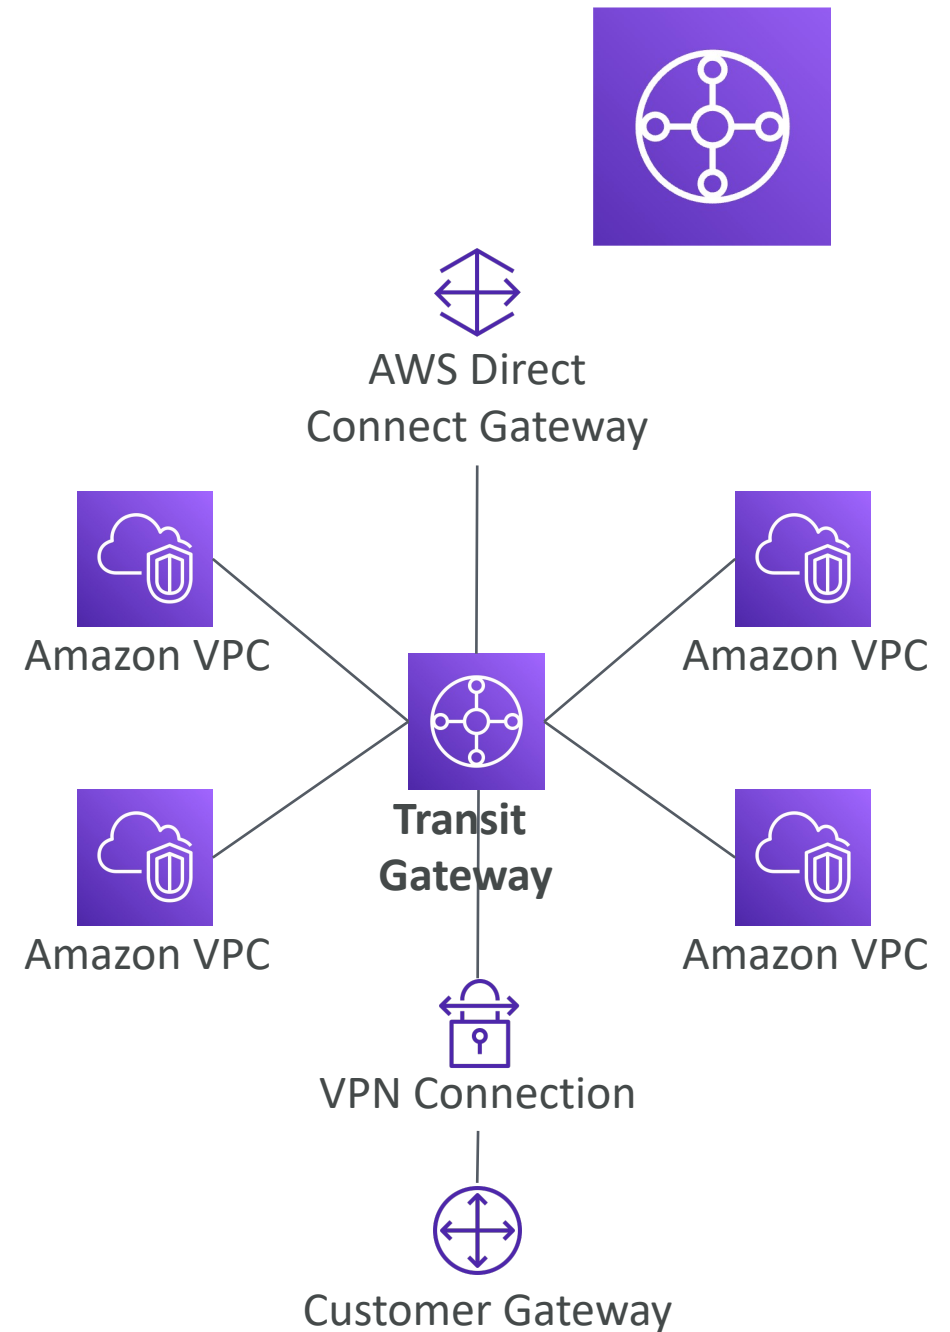 AWS Direct
Connect Gateway
Amazon VPC
Amazon VPC
Transit
Gateway
Amazon VPC
Amazon VPC
VPN Connection
Customer Gateway